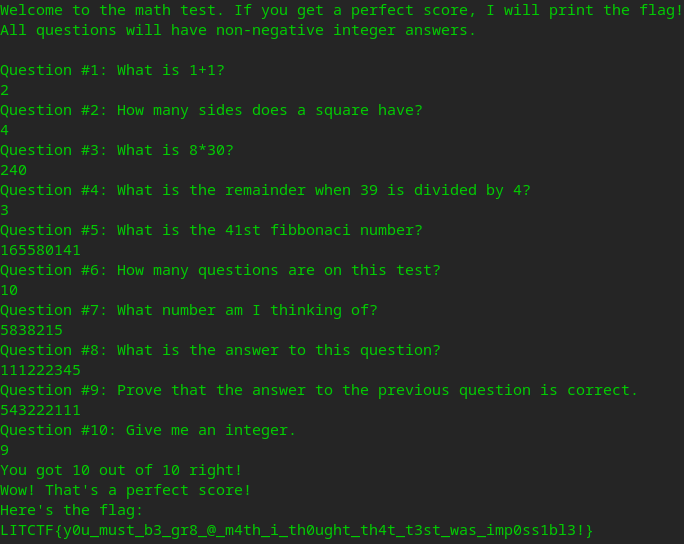 Welcome to the math test. If you get a perfect score, I will print the flag!
All questions will have non-negative integer answers.
Question #1: What is 1+1?
2
Question #2: How many sides does a square have?
4
Question #3: What is 8*30?
240
Question #4: What is the remainder when 39 is divided by 4?
3
Question #5: What is the 41st fibbonaci number?
165580141
Question #6: How many questions are on this test?
10
Question #7: What number am I thinking of?
5838215
Question #8: What is the answer to this question?
111222345
Question #9: Prove that the answer to the previous question is correct.
543222111
Question #10: Give me an integer.
9
You got 10 out of 10 right!
Wow! That's a perfect score!
Here's the flag:
LITCTF{y0u_must_b3_gr8_@_m4th_i_th0ught_th4t_t3st_was_imp0ss1bl3!}